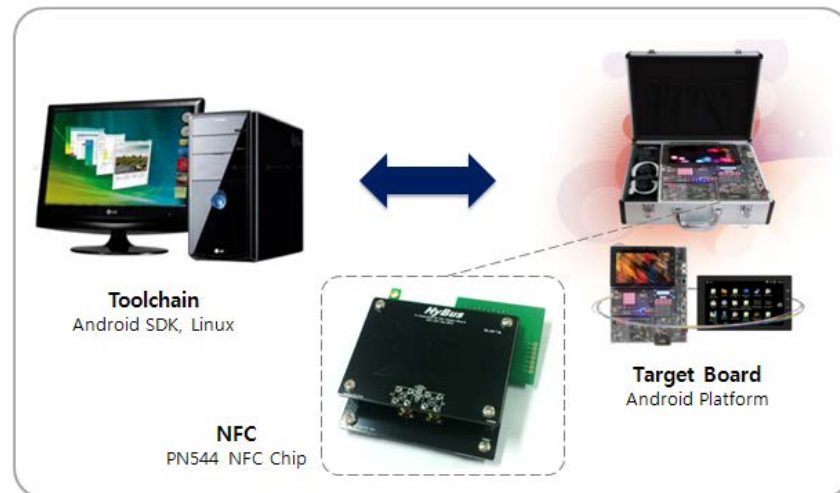 Toolchain
Android SDK, Linux
HyBus
NFC
PN544 NFC Chip
Target Board
Android Platform